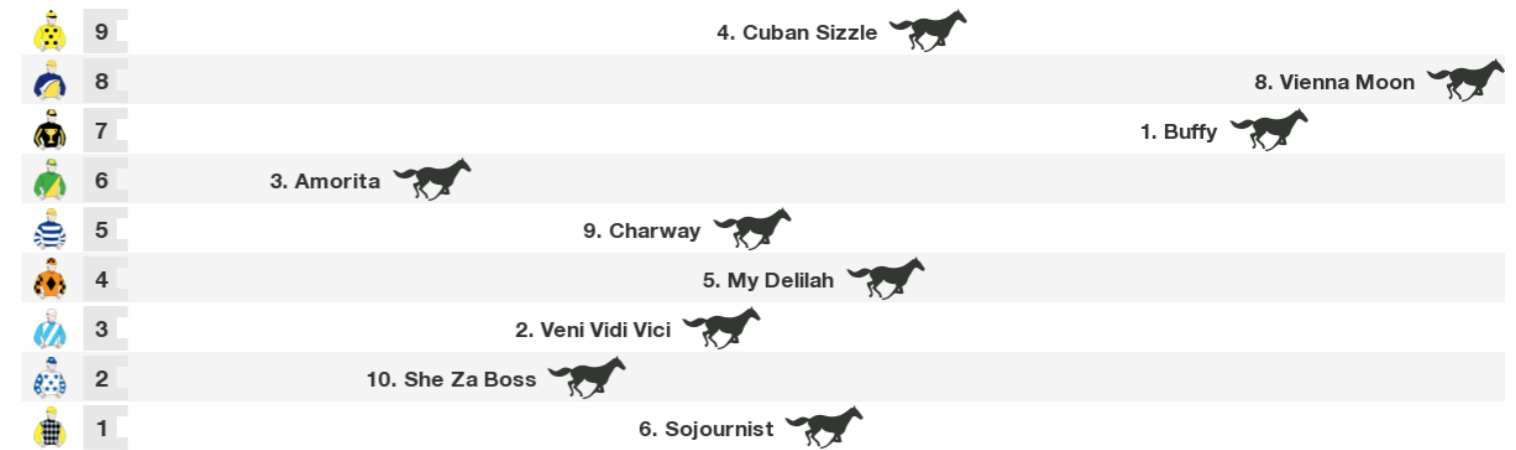 9 4. Cuban Sizzle
8 8. Vienna Moon
7 1. Buffy
6 3. Amorita
5 9. Charway
4 5. My Delilah
3 2. Veni Vidi Vici
2 10. She Za Boss
1 6. Sojournist